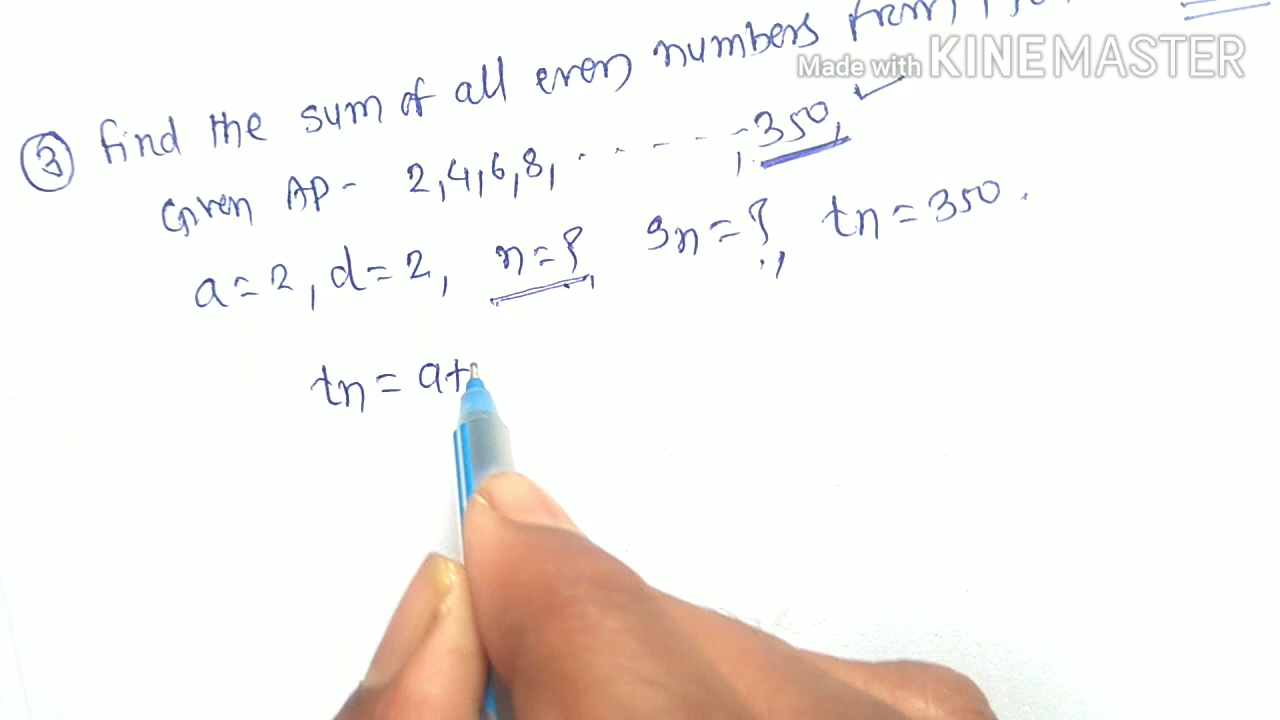 ③ find the sum of all even numbers from
Made with KINEMASTER
Given AP - 2,4,6,8, ------, 350,
a=2, d=2, n=? Sn=?, tn=350.
tn = a+